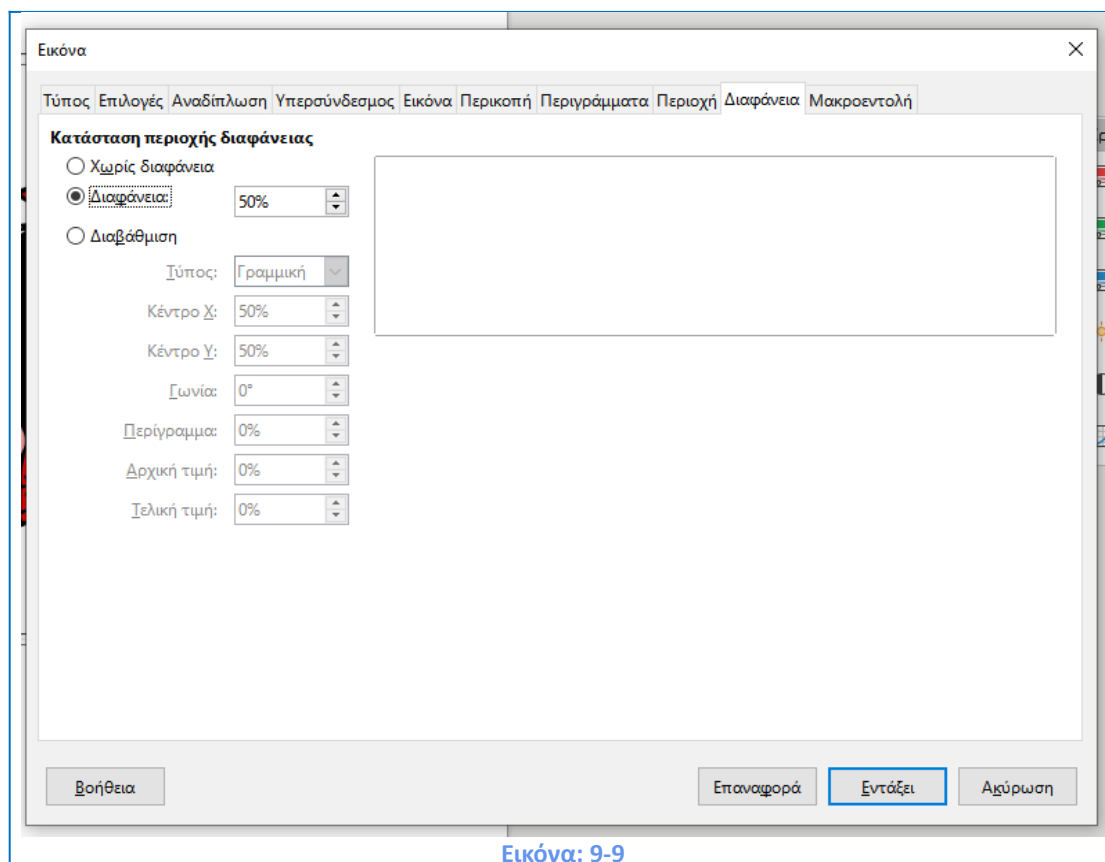 Εικόνα
Τύπος Επιλογές Αναδίπλωση Υπερσύνδεσμος Εικόνα Περικοπή Περιγράμματα Περιοχή Διαφάνεια Μακροεντολή
Κατάσταση περιοχής διαφάνειας
Χωρίς διαφάνεια
Διαφάνεια: 50%
Διαβάθμιση
Τύπος: Γραμμική
Κέντρο X: 50%
Κέντρο Y: 50%
Γωνία: 0°
Περίγραμμα: 0%
Αρχική τιμή: 0%
Τελική τιμή: 0%
Βοήθεια Επαναφορά Εντάξει Ακύρωση
Εικόνα: 9-9